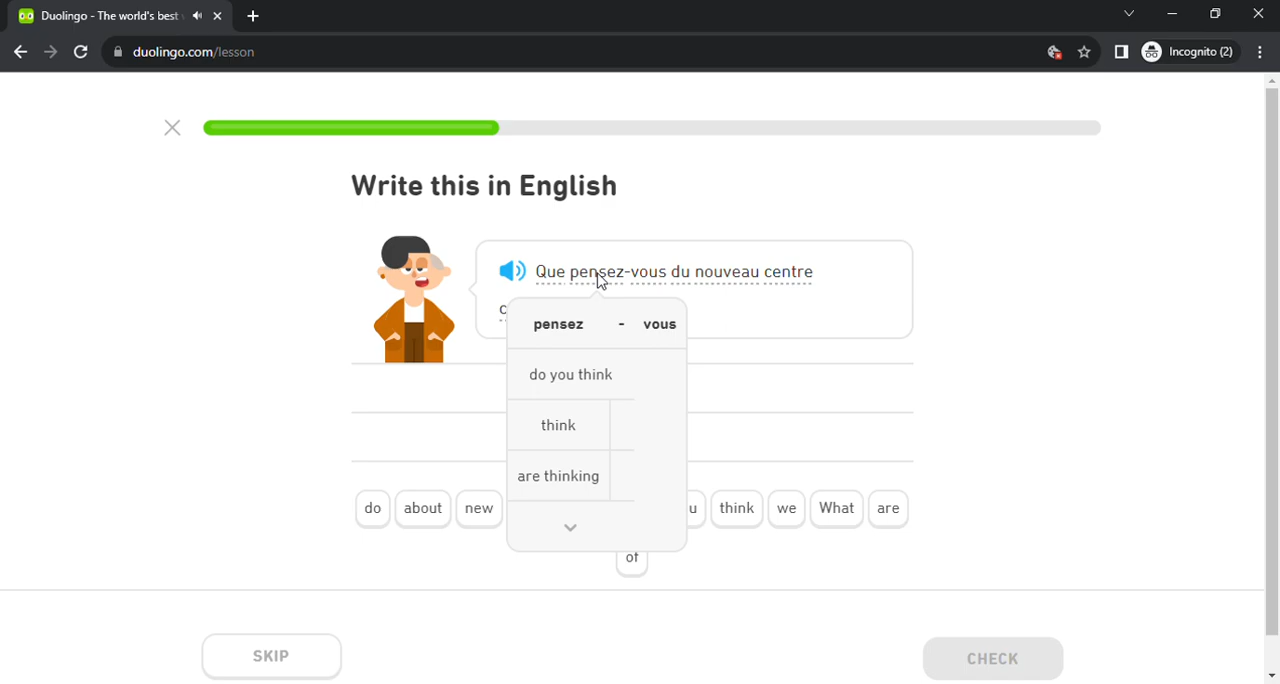 Duolingo - The world's best
duolingo.com/lesson
Incognito (2)
Write this in English
Que pensez-vous du nouveau centre
pensez - vous
do you think
think
are thinking
do about new think we What are
of
SKIP
CHECK